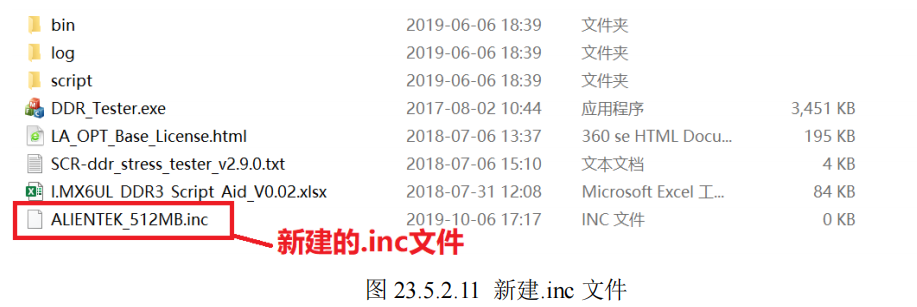 bin 2019-06-06 18:39 文件夹
log 2019-06-06 18:39 文件夹
script 2019-06-06 18:39 文件夹
DDR_Tester.exe 2017-08-02 10:44 应用程序 3,451 KB
LA_OPT_Base_License.html 2018-07-06 13:37 360 se HTML Docu... 195 KB
SCR-ddr_stress_tester_v2.9.0.txt 2018-07-06 15:10 文本文档 4 KB
I.MX6UL_DDR3_Script_Aid_V0.02.xlsx 2018-07-31 12:08 Microsoft Excel 工... 84 KB
ALIENTEK_512MB.inc 2019-10-06 17:17 INC 文件 0 KB
新建的.inc文件
图 23.5.2.11 新建.inc 文件